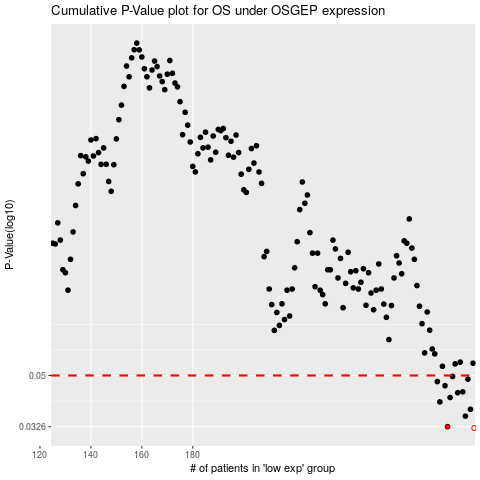 Cumulative P-Value plot for OS under OSGEP expression
P-Value(log10)
0.05
0.0326
120 140 160 180
# of patients in 'low exp' group